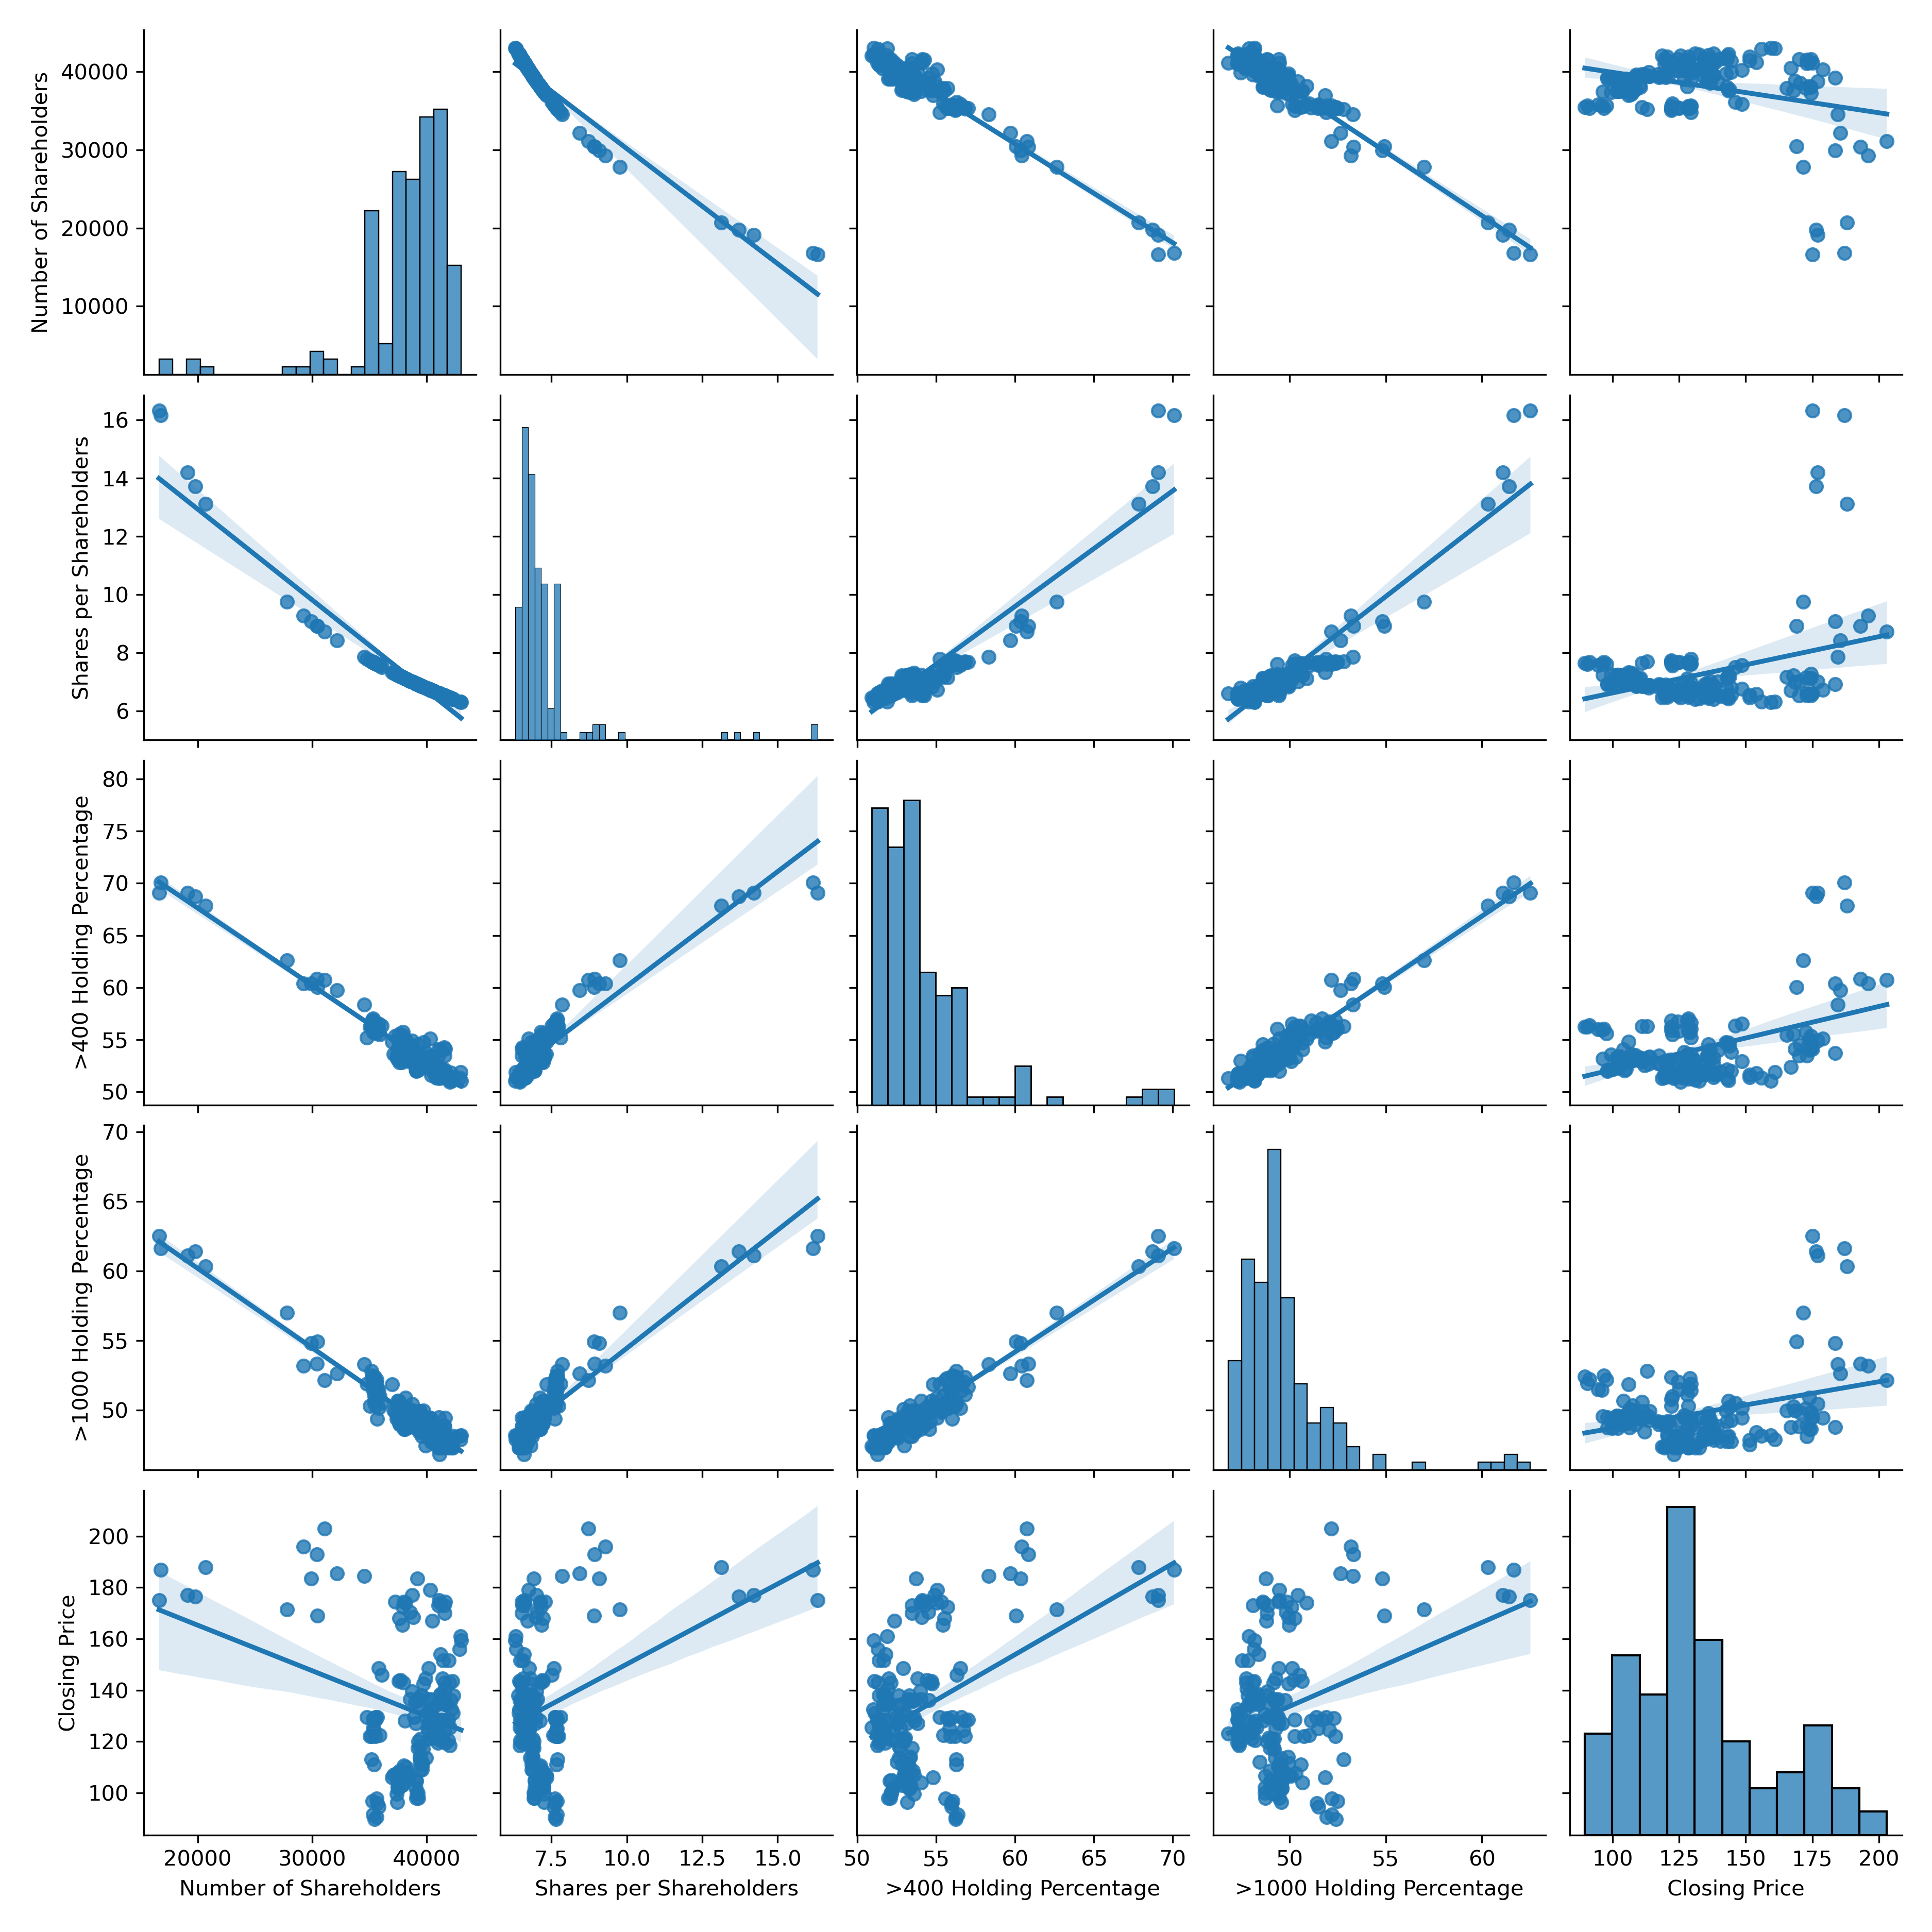 Number of Shareholders
40000
30000
20000
10000
Shares per Shareholders
16
14
12
10
8
6
>400 Holding Percentage
80
75
70
65
60
55
50
>1000 Holding Percentage
70
65
60
55
50
Closing Price
200
180
160
140
120
100
20000 30000 40000
7.5 10.0 12.5 15.0
50 55 60 65 70
50 55 60
100 125 150 175 200
Number of Shareholders
Shares per Shareholders
>400 Holding Percentage
>1000 Holding Percentage
Closing Price